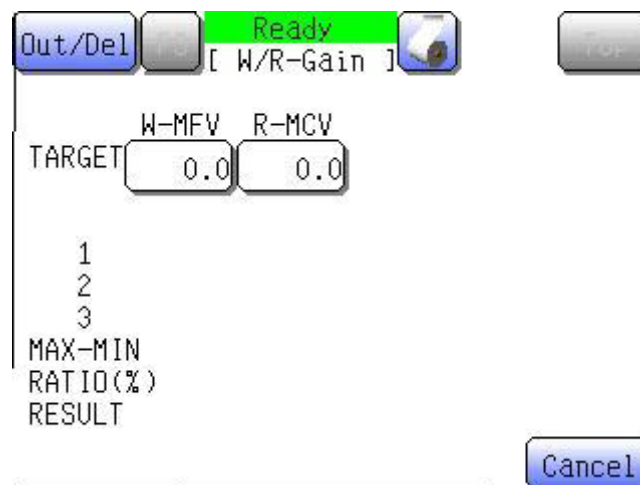 Out/Del
Ready
[ W/R-Gain ]
Top
W-MFV R-MCV
TARGET 0.0 0.0
1
2
3
MAX-MIN
RATIO(%)
RESULT
Cancel